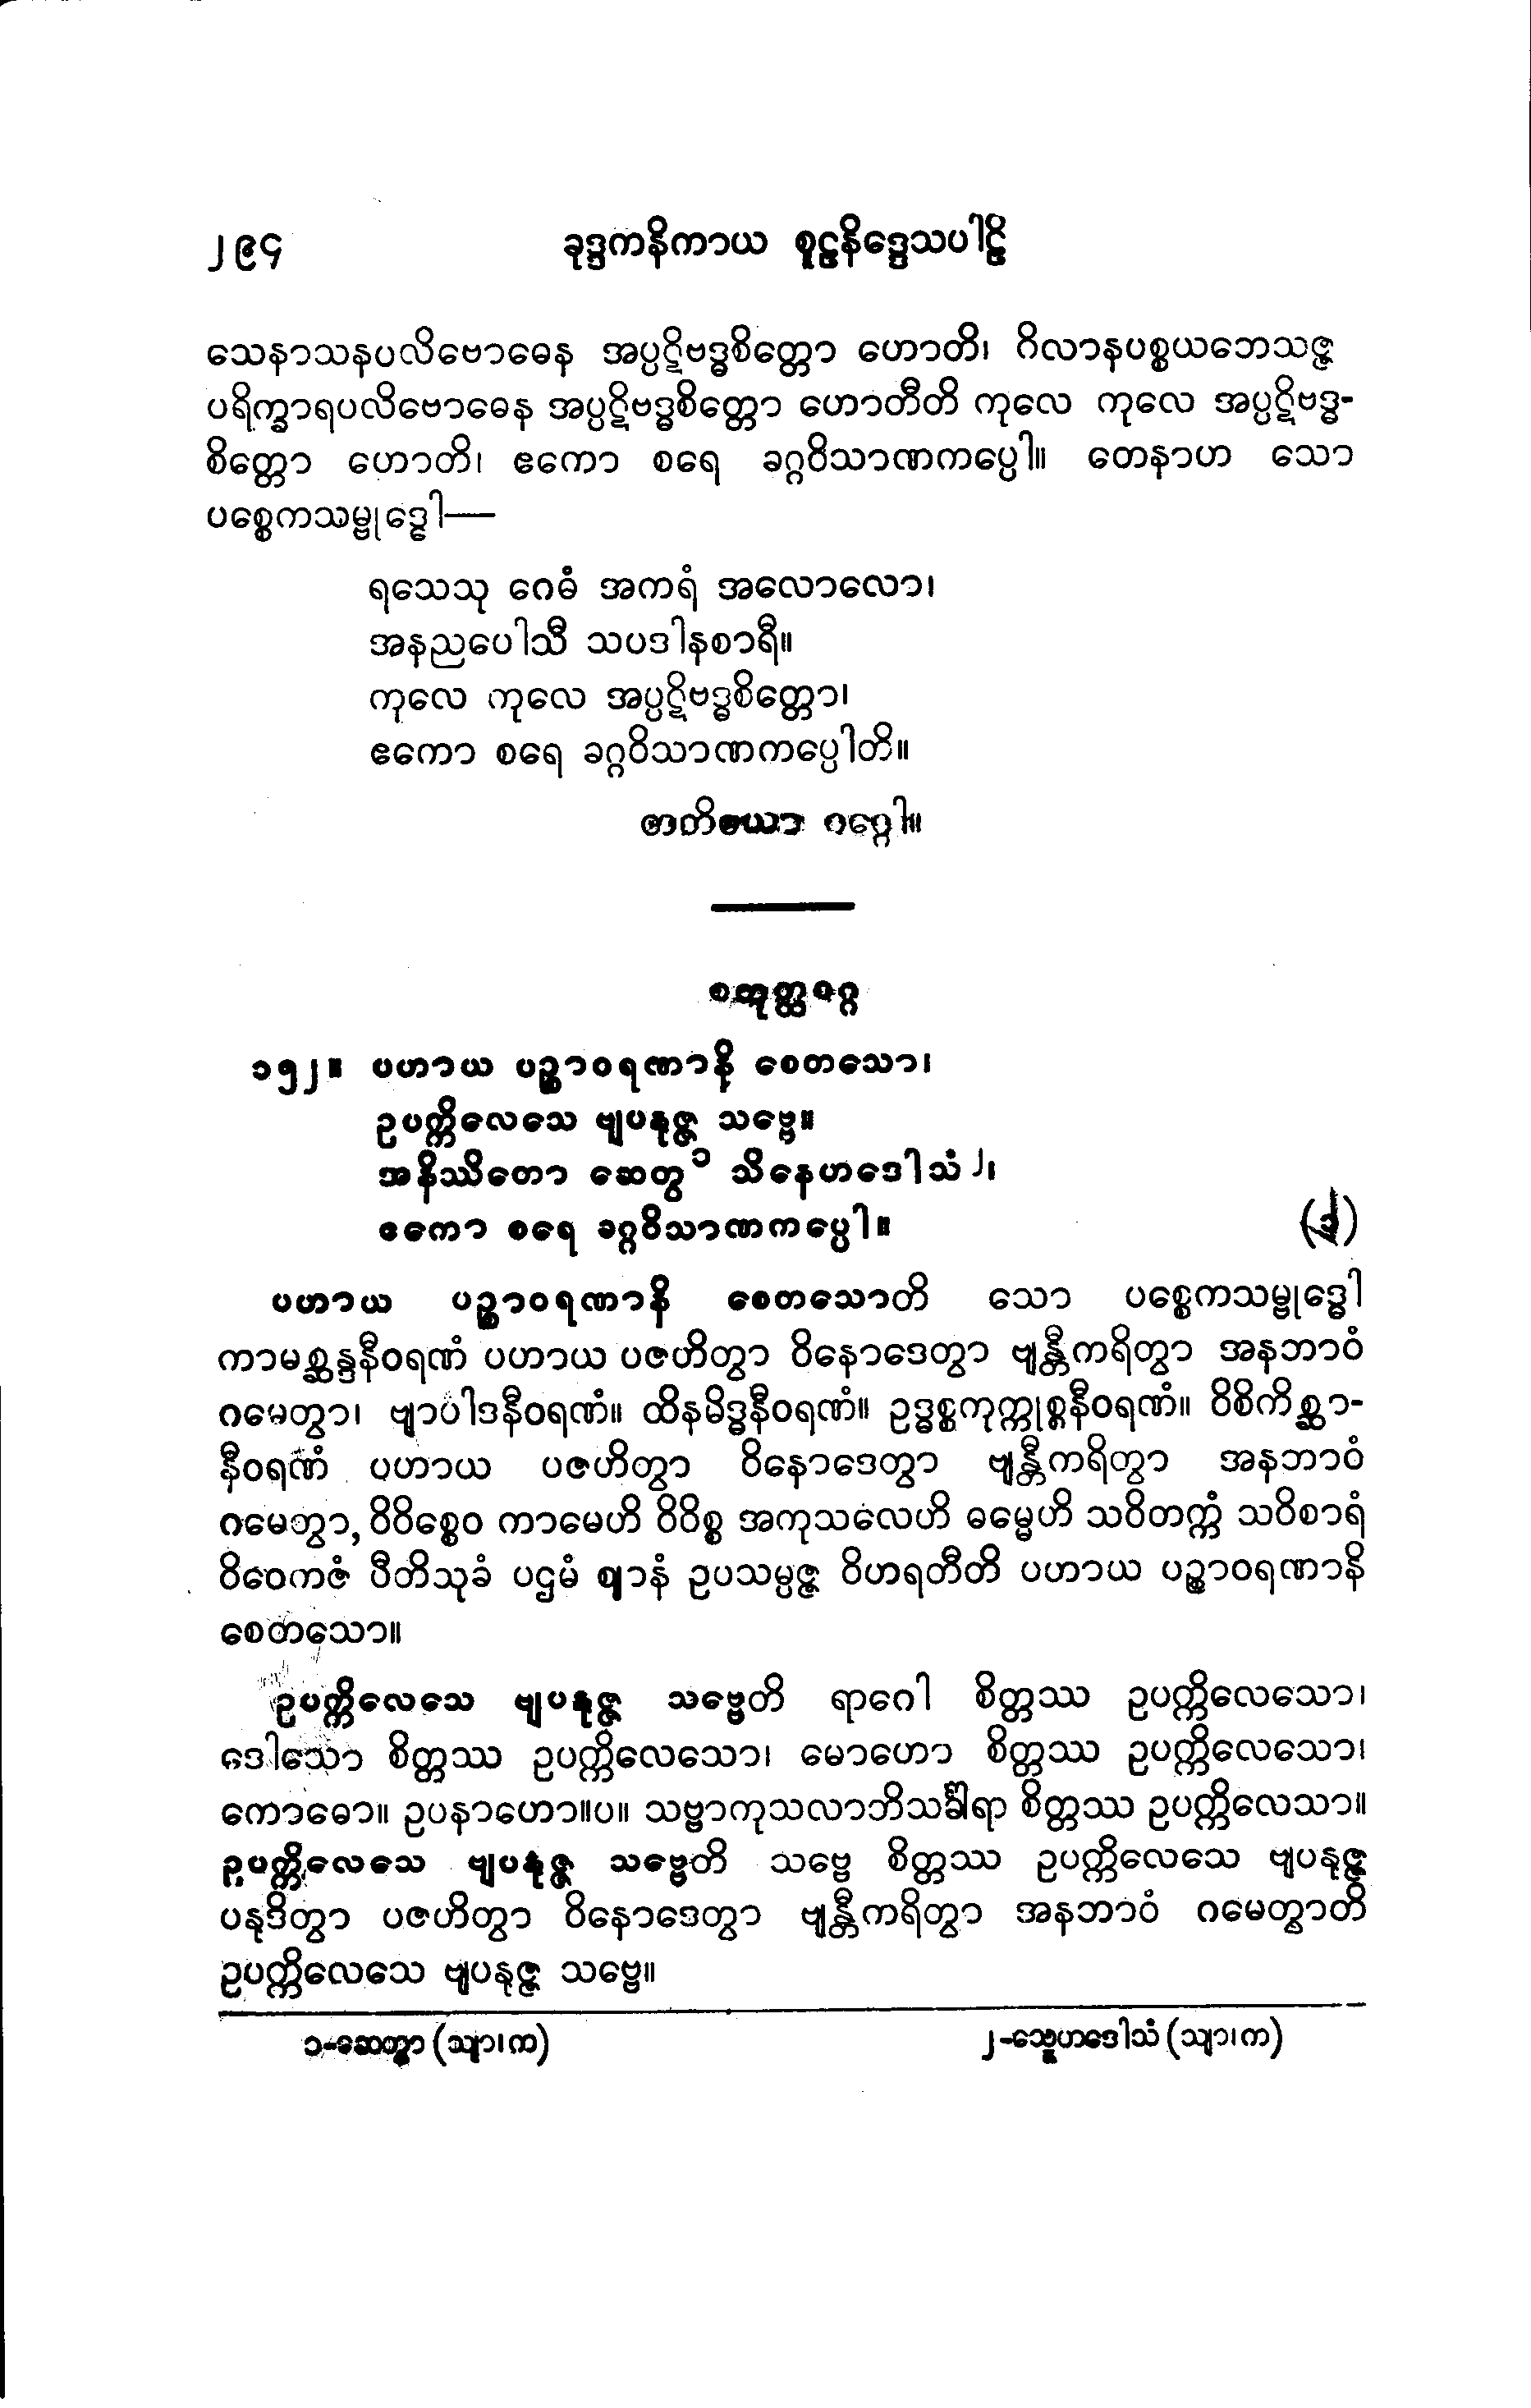 ၂၉၄ ခုဒ္ဒကနိကာယ စူဠနိဒ္ဒေသပါဠိ
သေနာသနပလိဗောဓေန အပ္ပဋိဗဒ္ဓစိတ္တော ဟောတိ၊ ဂိလာနပစ္စယဘေသဇ္ဇ
ပရိက္ခာရပလိဗောဓေန အပ္ပဋိဗဒ္ဓစိတ္တော ဟောတီတိ ကုလေ ကုလေ အပ္ပဋိဗဒ္ဓ-
စိတ္တော ဟောတိ၊ ဧကော စရေ ခဂ္ဂဝိသာဏကပ္ပေါ။ တေနာဟ သော
ပစ္စေကသမ္ဗုဒ္ဓေါ—
ရသေသု ဂေဓံ အကရံ အလောလော၊
အနညပေါသီ သပဒါနစာရီ။
ကုလေ ကုလေ အပ္ပဋိဗဒ္ဓစိတ္တော၊
ဧကော စရေ ခဂ္ဂဝိသာဏကပ္ပေါတိ။
ဂဂ္ဂေါ။
စတုတ္ထဝဂ္ဂ
၁၅၂။ ပဟာယ ပဉ္စာဝရဏာနိ စေတသော၊
ဥပက္ကိလေသေ ဗျပနုဇ္ဇ သဗ္ဗေ။
အနိဿိတော ဆေတွ ၁ သိနေဟဒေါသံ ၂၊
ဧကော စရေ ခဂ္ဂဝိသာဏကပ္ပေါ။
ပဟာယ ပဉ္စာဝရဏာနိ စေတသောတိ သော ပစ္စေကသမ္ဗုဒ္ဓေါ
ကာမစ္ဆန္ဒနီဝရဏံ ပဟာယ ပဇဟိတွာ ဝိနောဒေတွာ ဗျန္တီကရိတွာ အနဘာဝံ
ဂမေတွာ၊ ဗျာပါဒနီဝရဏံ။ ထိနမိဒ္ဓနီဝရဏံ။ ဥဒ္ဓစ္စကုက္ကုစ္စနီဝရဏံ။ ဝိစိကိစ္ဆာ-
နီဝရဏံ ပဟာယ ပဇဟိတွာ ဝိနောဒေတွာ ဗျန္တီကရိတွာ အနဘာဝံ
ဂမေတွာ, ဝိဝိစ္စေဝ ကာမေဟိ ဝိဝိစ္စ အကုသလေဟိ ဓမ္မေဟိ သဝိတက္ကံ သဝိစာရံ
ဝိဝေကဇံ ပီတိသုခံ ပဌမံ ဈာနံ ဥပသမ္ပဇ္ဇ ဝိဟရတီတိ ပဟာယ ပဉ္စာဝရဏာနိ
စေတသော။
ဥပက္ကိလေသေ ဗျပနုဇ္ဇ သဗ္ဗေတိ ရာဂေါ စိတ္တဿ ဥပက္ကိလေသော၊
ဒေါသော စိတ္တဿ ဥပက္ကိလေသော၊ မောဟော စိတ္တဿ ဥပက္ကိလေသော၊
ကောဓော။ ဥပနာဟော။ပ။ သဗ္ဗာကုသလာဘိသင်္ခါရာ စိတ္တဿ ဥပက္ကိလေသာ။
ဥပက္ကိလေသေ ဗျပနုဇ္ဇ သဗ္ဗေတိ သဗ္ဗေ စိတ္တဿ ဥပက္ကိလေသေ ဗျပနုဇ္ဇ
ပနုဒိတွာ ပဇဟိတွာ ဝိနောဒေတွာ ဗျန္တီကရိတွာ အနဘာဝံ ဂမေတွာတိ
ဥပက္ကိလေသေ ဗျပနုဇ္ဇ သဗ္ဗေ။
၁-ဆေတွာ (သျာ၊က) ၂-သ္နေဟဒေါသံ (သျာ၊က)